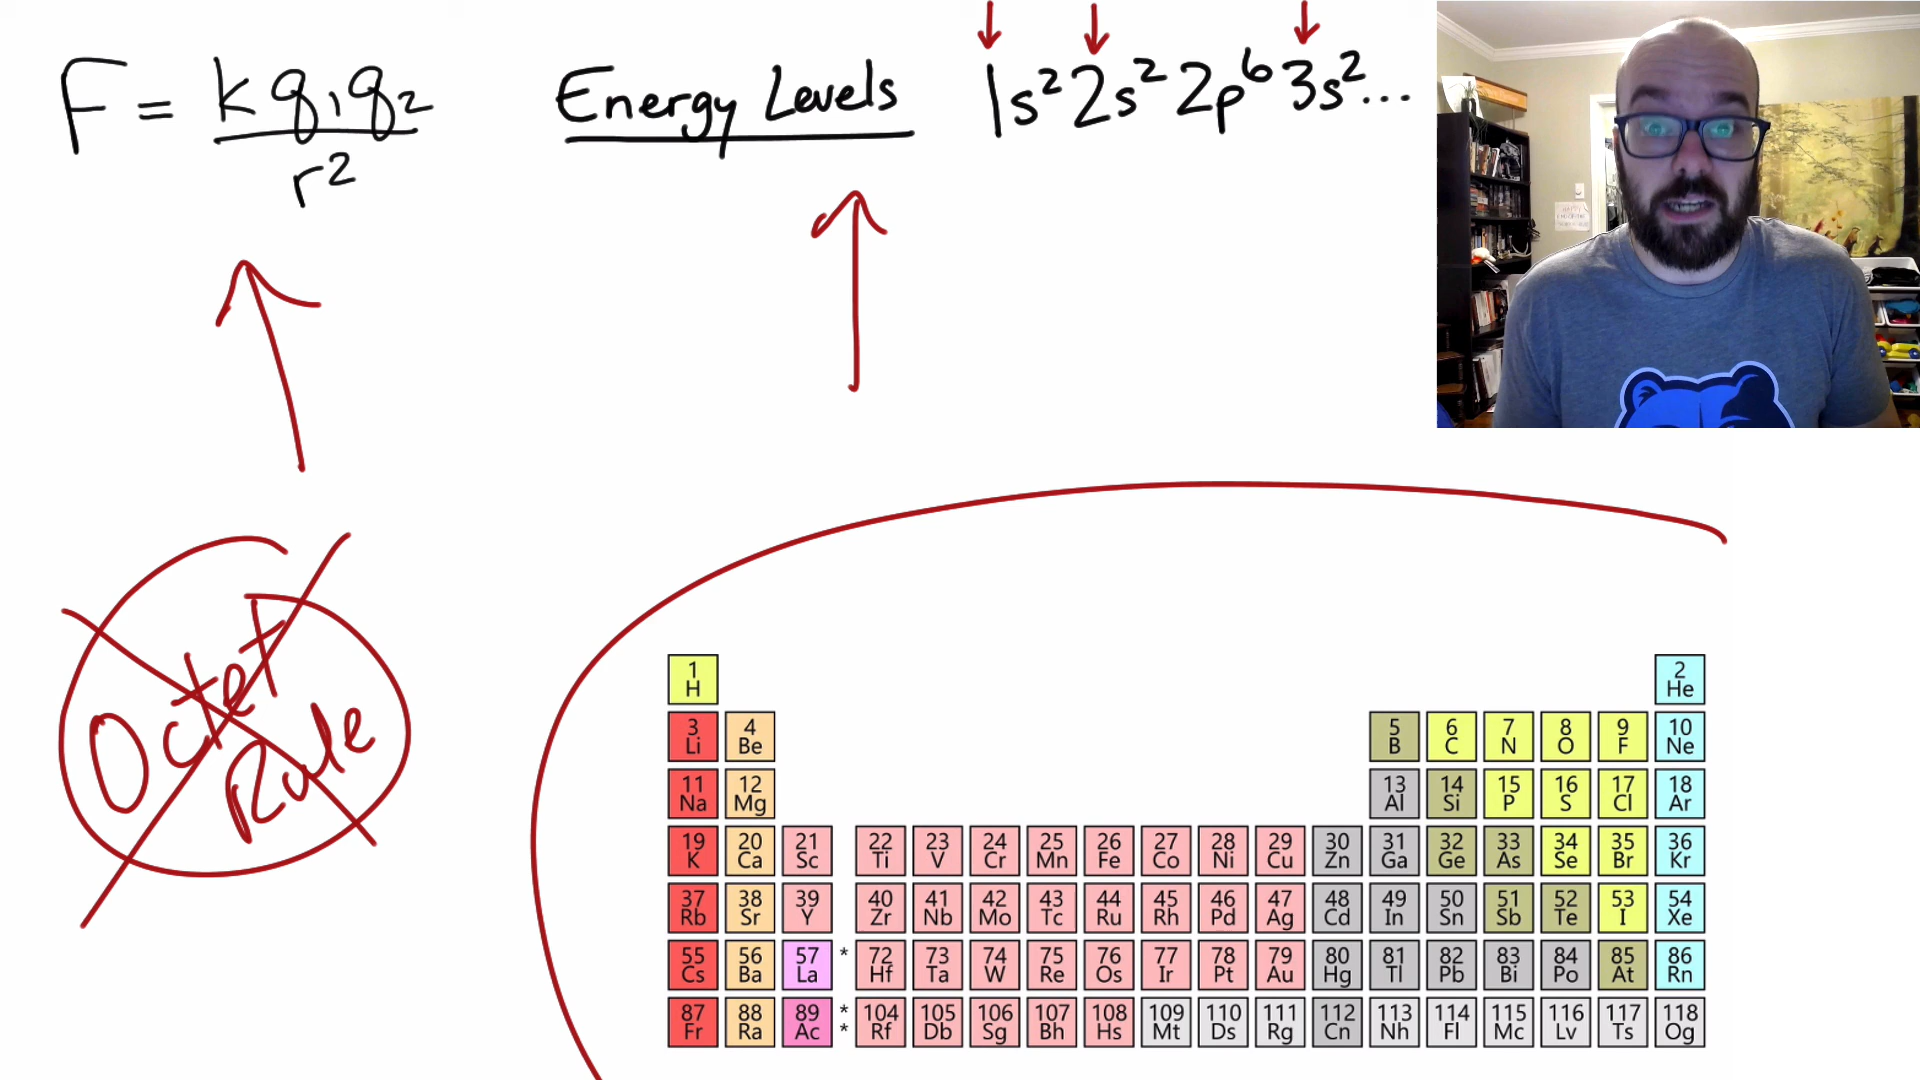 F = k q₁q₂
r²
Energy Levels
1s² 2s² 2p⁶ 3s² ...
Octet
Rule
1 H 2 He
3 Li 4 Be 5 B 6 C 7 N 8 O 9 F 10 Ne
11 Na 12 Mg 13 Al 14 Si 15 P 16 S 17 Cl 18 Ar
19 K 20 Ca 21 Sc 22 Ti 23 V 24 Cr 25 Mn 26 Fe 27 Co 28 Ni 29 Cu 30 Zn 31 Ga 32 Ge 33 As 34 Se 35 Br 36 Kr
37 Rb 38 Sr 39 Y 40 Zr 41 Nb 42 Mo 43 Tc 44 Ru 45 Rh 46 Pd 47 Ag 48 Cd 49 In 50 Sn 51 Sb 52 Te 53 I 54 Xe
55 Cs 56 Ba 57 La * 72 Hf 73 Ta 74 W 75 Re 76 Os 77 Ir 78 Pt 79 Au 80 Hg 81 Tl 82 Pb 83 Bi 84 Po 85 At 86 Rn
87 Fr 88 Ra 89 Ac * * 104 Rf 105 Db 106 Sg 107 Bh 108 Hs 109 Mt 110 Ds 111 Rg 112 Cn 113 Nh 114 Fl 115 Mc 116 Lv 117 Ts 118 Og